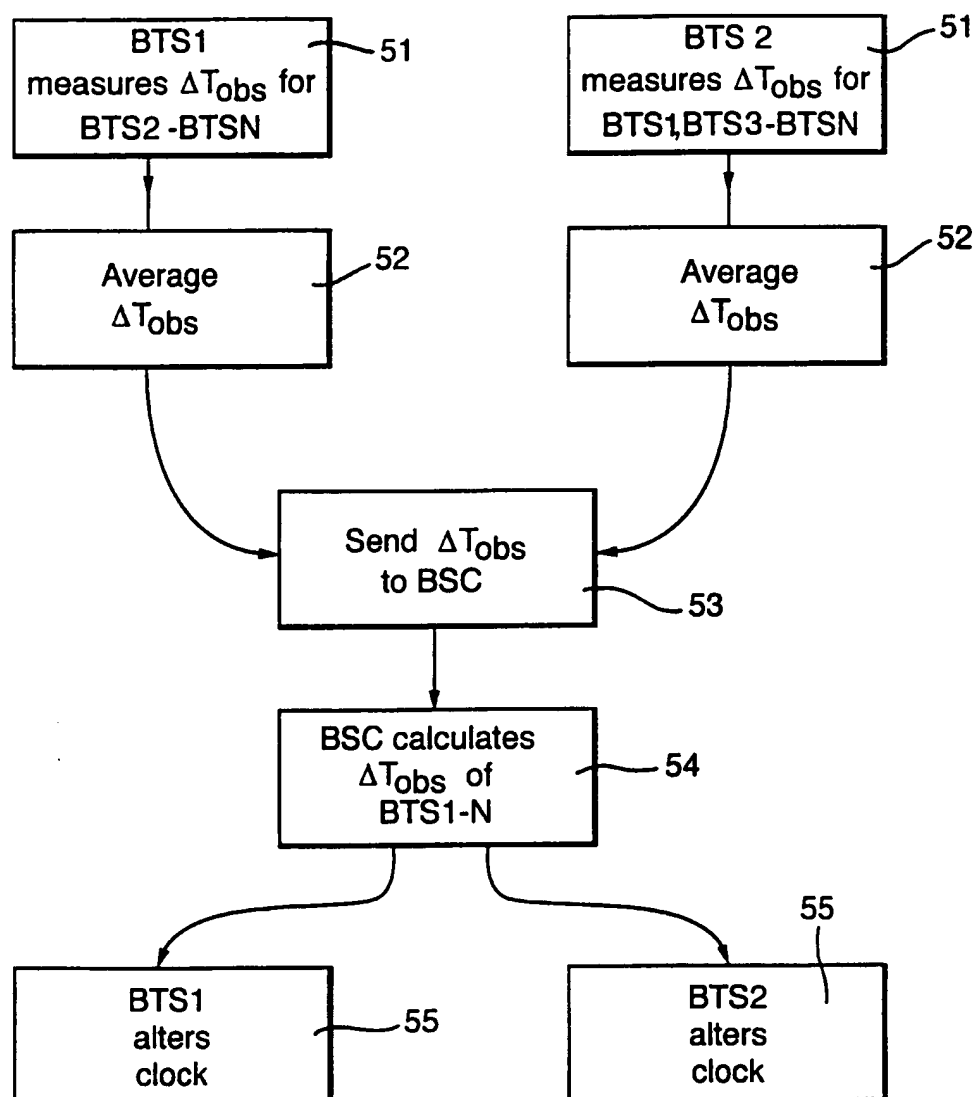 BTS1
measures ΔTobs for
BTS2-BTSN
51
BTS 2
measures ΔTobs for
BTS1,BTS3-BTSN
51
Average
ΔTobs
52
Average
ΔTobs
52
Send ΔTobs
to BSC
53
BSC calculates
ΔTobs of
BTS1-N
54
BTS1
alters
clock
55
BTS2
alters
clock
55